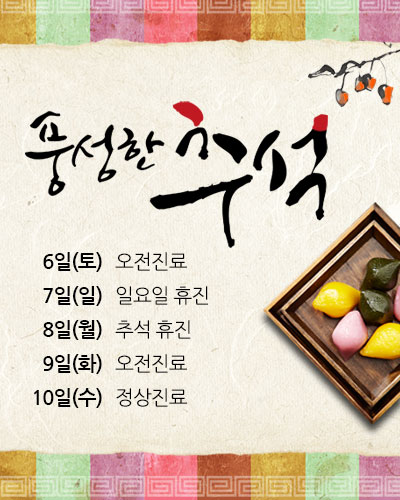 풍성한 추석
6일(토) 오전진료
7일(일) 일요일 휴진
8일(월) 추석 휴진
9일(화) 오전진료
10일(수) 정상진료